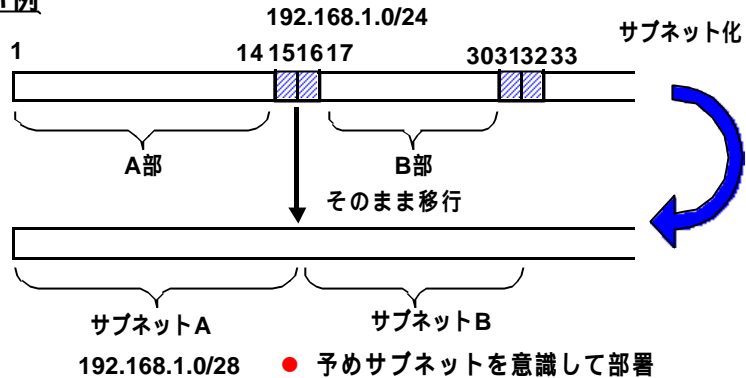 例
192.168.1.0/24
サブネット化
1 14 15 16 17 30 31 32 33
A部 B部
そのまま移行
サブネットA サブネットB
192.168.1.0/28 ● 予めサブネットを意識して部署